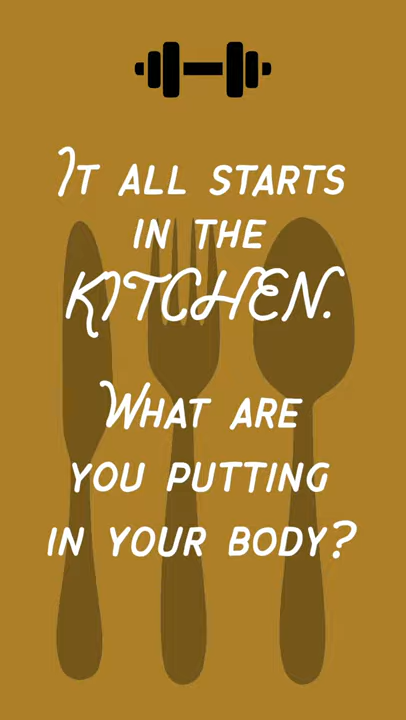 It all starts
in the
KITCHEN.
What are
you putting
in your body?